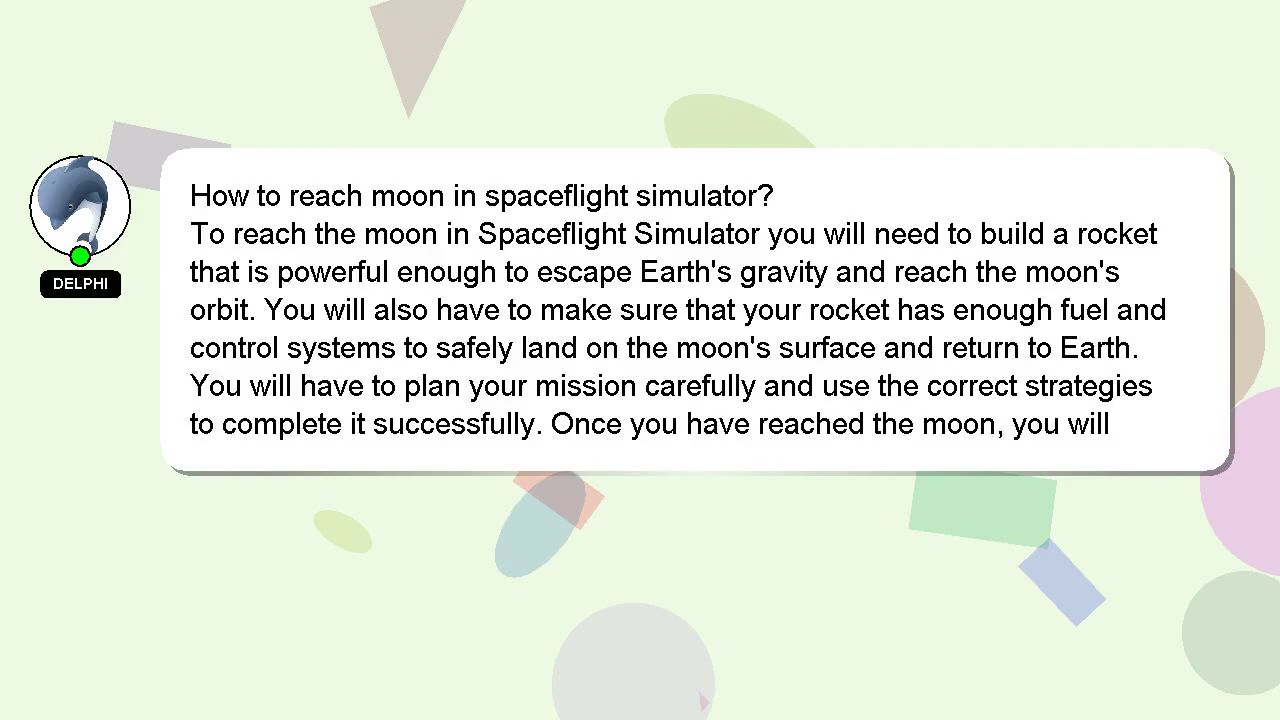 How to reach moon in spaceflight simulator?
To reach the moon in Spaceflight Simulator you will need to build a rocket
that is powerful enough to escape Earth's gravity and reach the moon's
orbit. You will also have to make sure that your rocket has enough fuel and
control systems to safely land on the moon's surface and return to Earth.
You will have to plan your mission carefully and use the correct strategies
to complete it successfully. Once you have reached the moon, you will
DELPHI